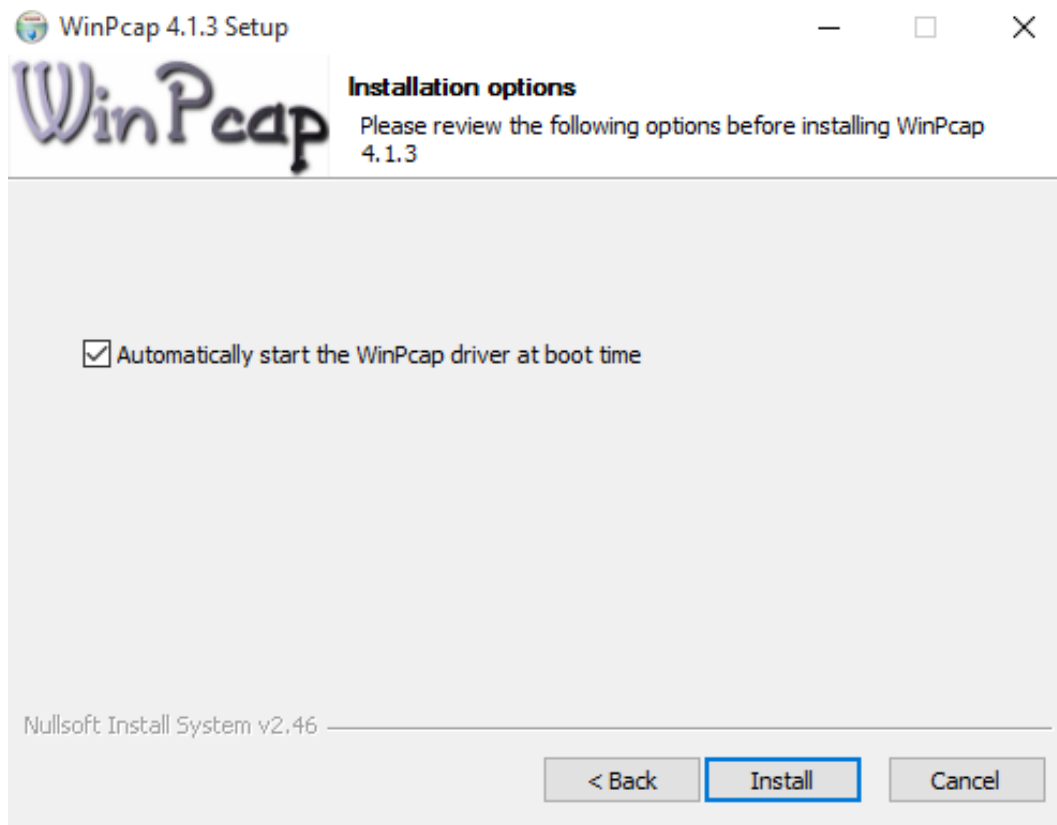 WinPcap 4.1.3 Setup
WinPcap
Installation options
Please review the following options before installing WinPcap
4.1.3
Automatically start the WinPcap driver at boot time
Nullsoft Install System v2.46
< Back
Install
Cancel